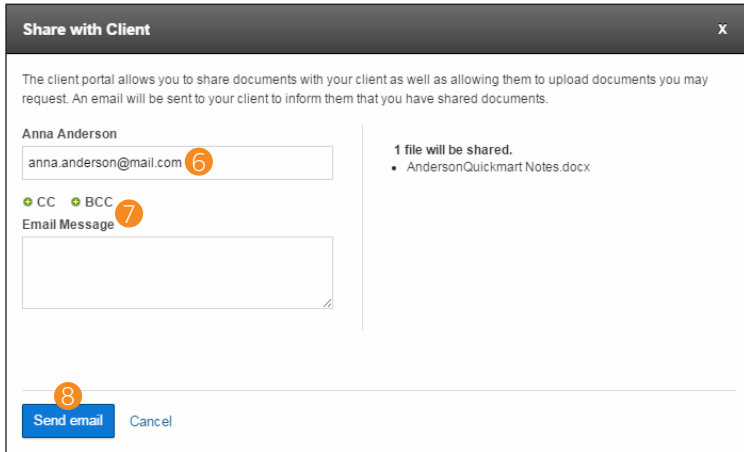 Share with Client
X
The client portal allows you to share documents with your client as well as allowing them to upload documents you may
request. An email will be sent to your client to inform them that you have shared documents.
Anna Anderson
anna.anderson@mail.com 6
CC BCC 7
Email Message
1 file will be shared.
• AndersonQuickmart Notes.docx
8
Send email Cancel